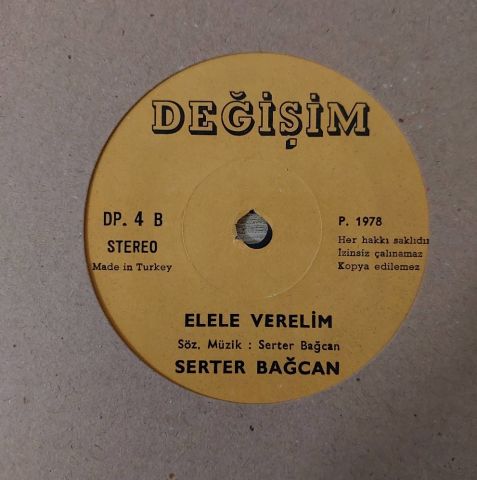 DEĞİŞİM
DP. 4 B
STEREO
Made in Turkey
P. 1978
Her hakkı saklıdır
İzinsiz çalınamaz
Kopya edilemez
ELELE VERELİM
Söz, Müzik : Serter Bağcan
SERTER BAĞCAN